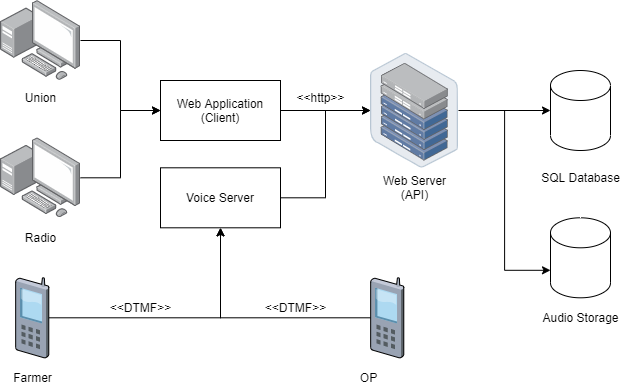 Union
Web Application
(Client)
<<http>>
Web Server
(API)
SQL Database
Voice Server
Radio
<<DTMF>>
<<DTMF>>
Audio Storage
Farmer
OP